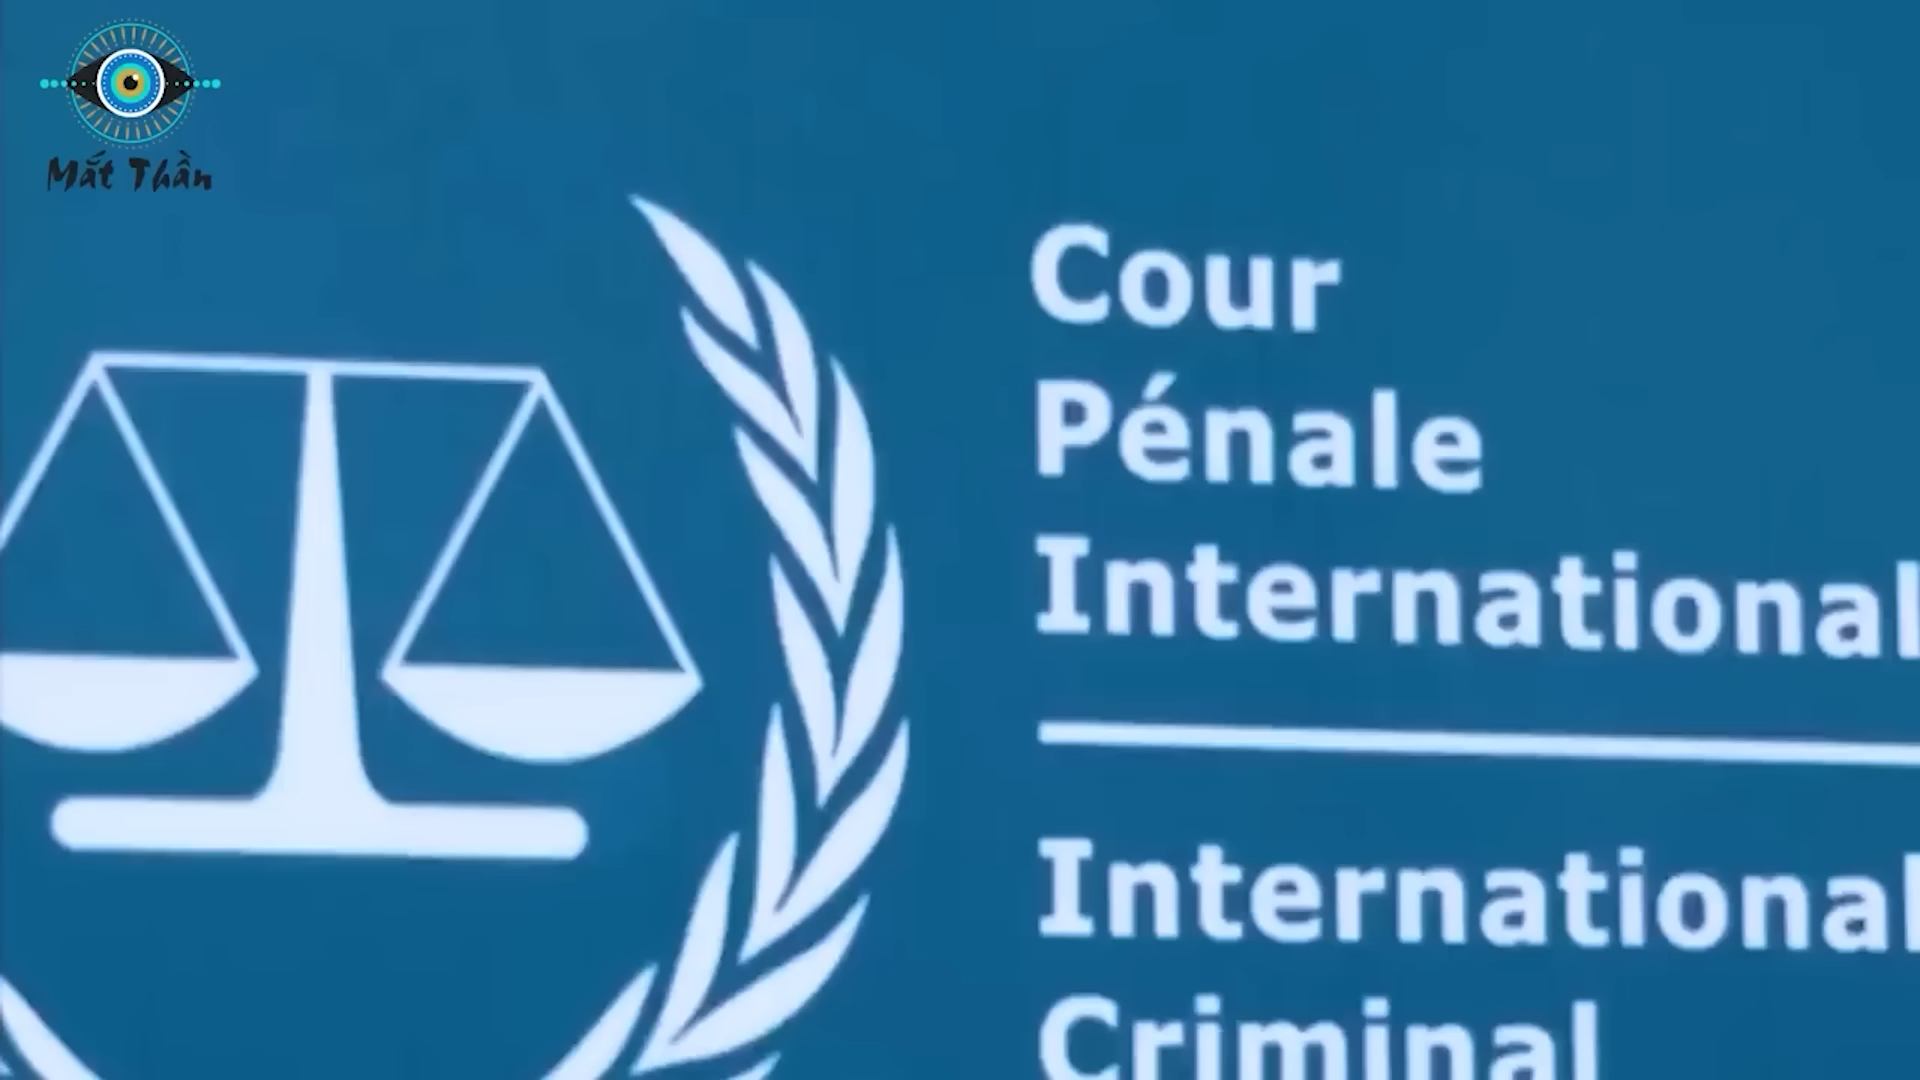 Mắt Thần
Cour
Pénale
International
International
Criminal